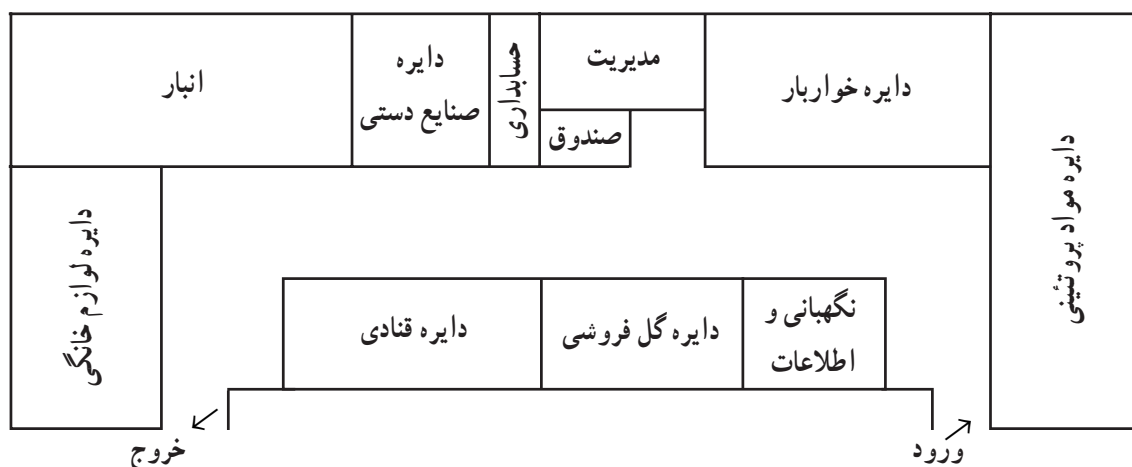 دایره مواد پروتئینی
دایره خواربار
مدیریت
صندوق
حسابداری
دایره
صنایع دستی
انبار
دایره لوازم خانگی
نگهبانی و
اطلاعات
دایره گل فروشی
دایره قنادی
ورود
خروج